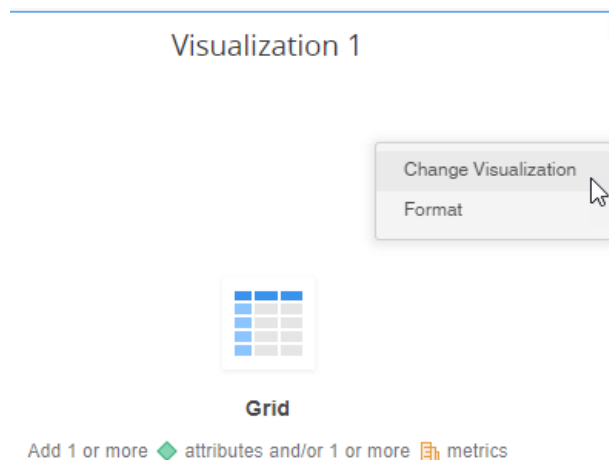 Visualization 1
Change Visualization
Format
Grid
Add 1 or more attributes and/or 1 or more metrics